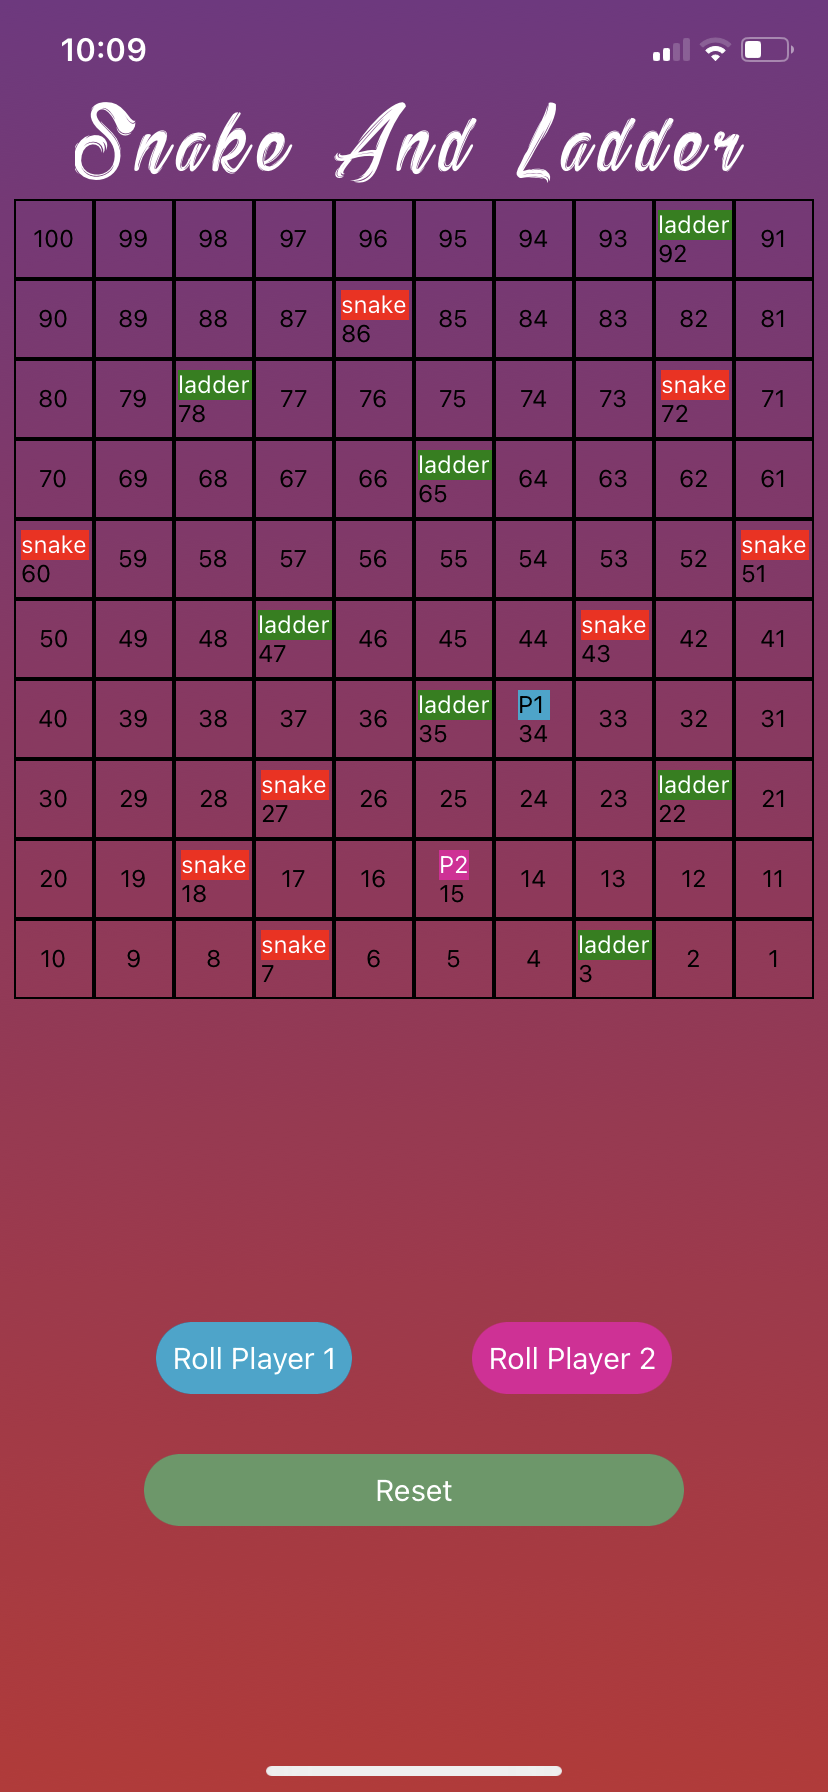 10:09
Snake And Ladder
100 99 98 97 96 95 94 93 ladder 92 91
90 89 88 87 snake 86 85 84 83 82 81
80 79 ladder 78 77 76 75 74 73 snake 72 71
70 69 68 67 66 ladder 65 64 63 62 61
snake 60 59 58 57 56 55 54 53 52 snake 51
50 49 48 ladder 47 46 45 44 snake 43 42 41
40 39 38 37 36 ladder 35 P1 34 33 32 31
30 29 28 snake 27 26 25 24 23 ladder 22 21
20 19 snake 18 17 16 P2 15 14 13 12 11
10 9 8 snake 7 6 5 4 ladder 3 2 1
Roll Player 1 Roll Player 2
Reset